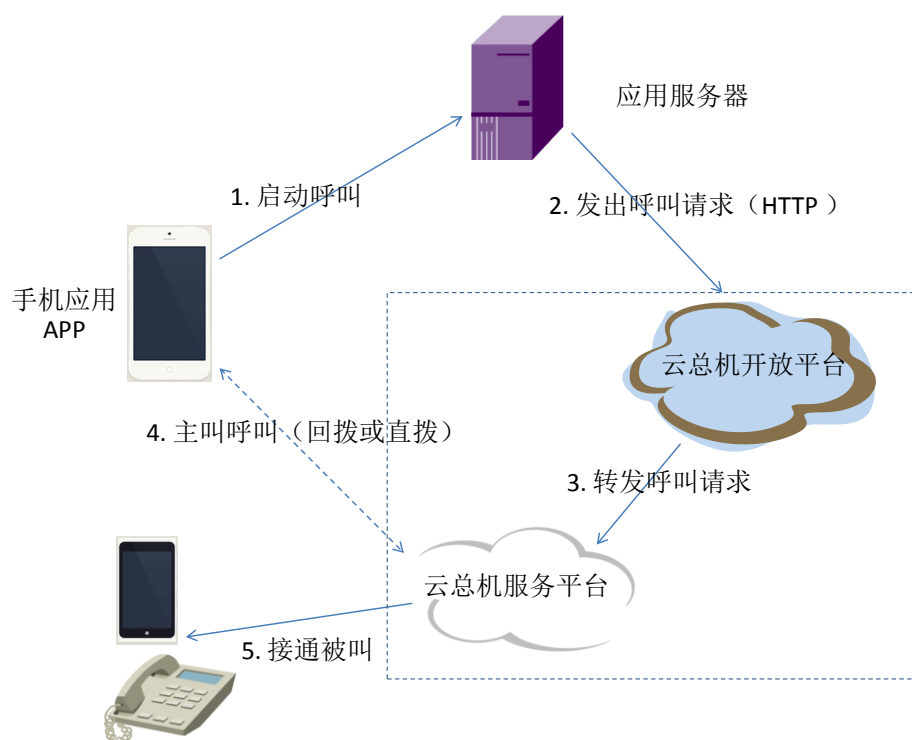 应用服务器
1. 启动呼叫
2. 发出呼叫请求（HTTP ）
手机应用
APP
云总机开放平台
4. 主叫呼叫（回拨或直拨）
3. 转发呼叫请求
云总机服务平台
5. 接通被叫